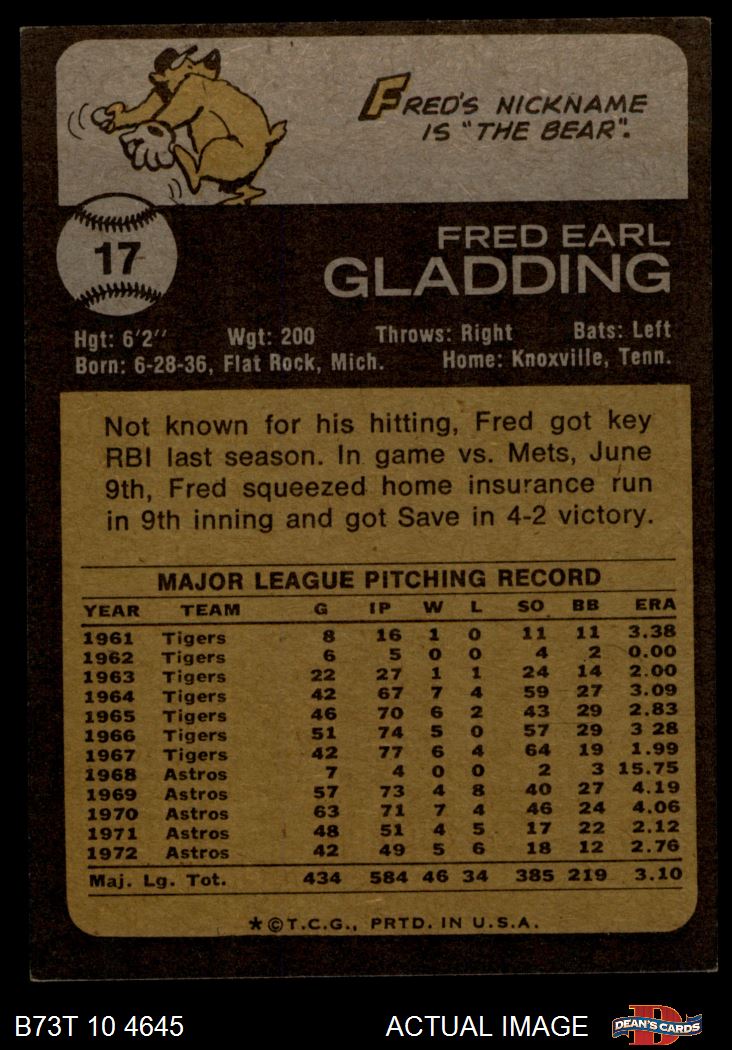 FRED'S NICKNAME
IS "THE BEAR".
17
FRED EARL
GLADDING
Hgt: 6'2" Wgt: 200 Throws: Right Bats: Left
Born: 6-28-36, Flat Rock, Mich. Home: Knoxville, Tenn.
Not known for his hitting, Fred got key
RBI last season. In game vs. Mets, June
9th, Fred squeezed home insurance run
in 9th inning and got Save in 4-2 victory.
MAJOR LEAGUE PITCHING RECORD
YEAR TEAM G IP W L SO BB ERA
1961 Tigers 8 16 1 0 11 11 3.38
1962 Tigers 6 5 0 0 4 2 0.00
1963 Tigers 22 27 1 1 24 14 2.00
1964 Tigers 42 67 7 4 59 27 3.09
1965 Tigers 46 70 6 2 43 29 2.83
1966 Tigers 51 74 5 0 57 29 3 28
1967 Tigers 42 77 6 4 64 19 1.99
1968 Astros 7 4 0 0 2 3 15.75
1969 Astros 57 73 4 8 40 27 4.19
1970 Astros 63 71 7 4 46 24 4.06
1971 Astros 48 51 4 5 17 22 2.12
1972 Astros 42 49 5 6 18 12 2.76
Maj. Lg. Tot. 434 584 46 34 385 219 3.10
*©T.C.G., PRTD. IN U.S.A.
B73T 10 4645 ACTUAL IMAGE DEAN'S CARDS